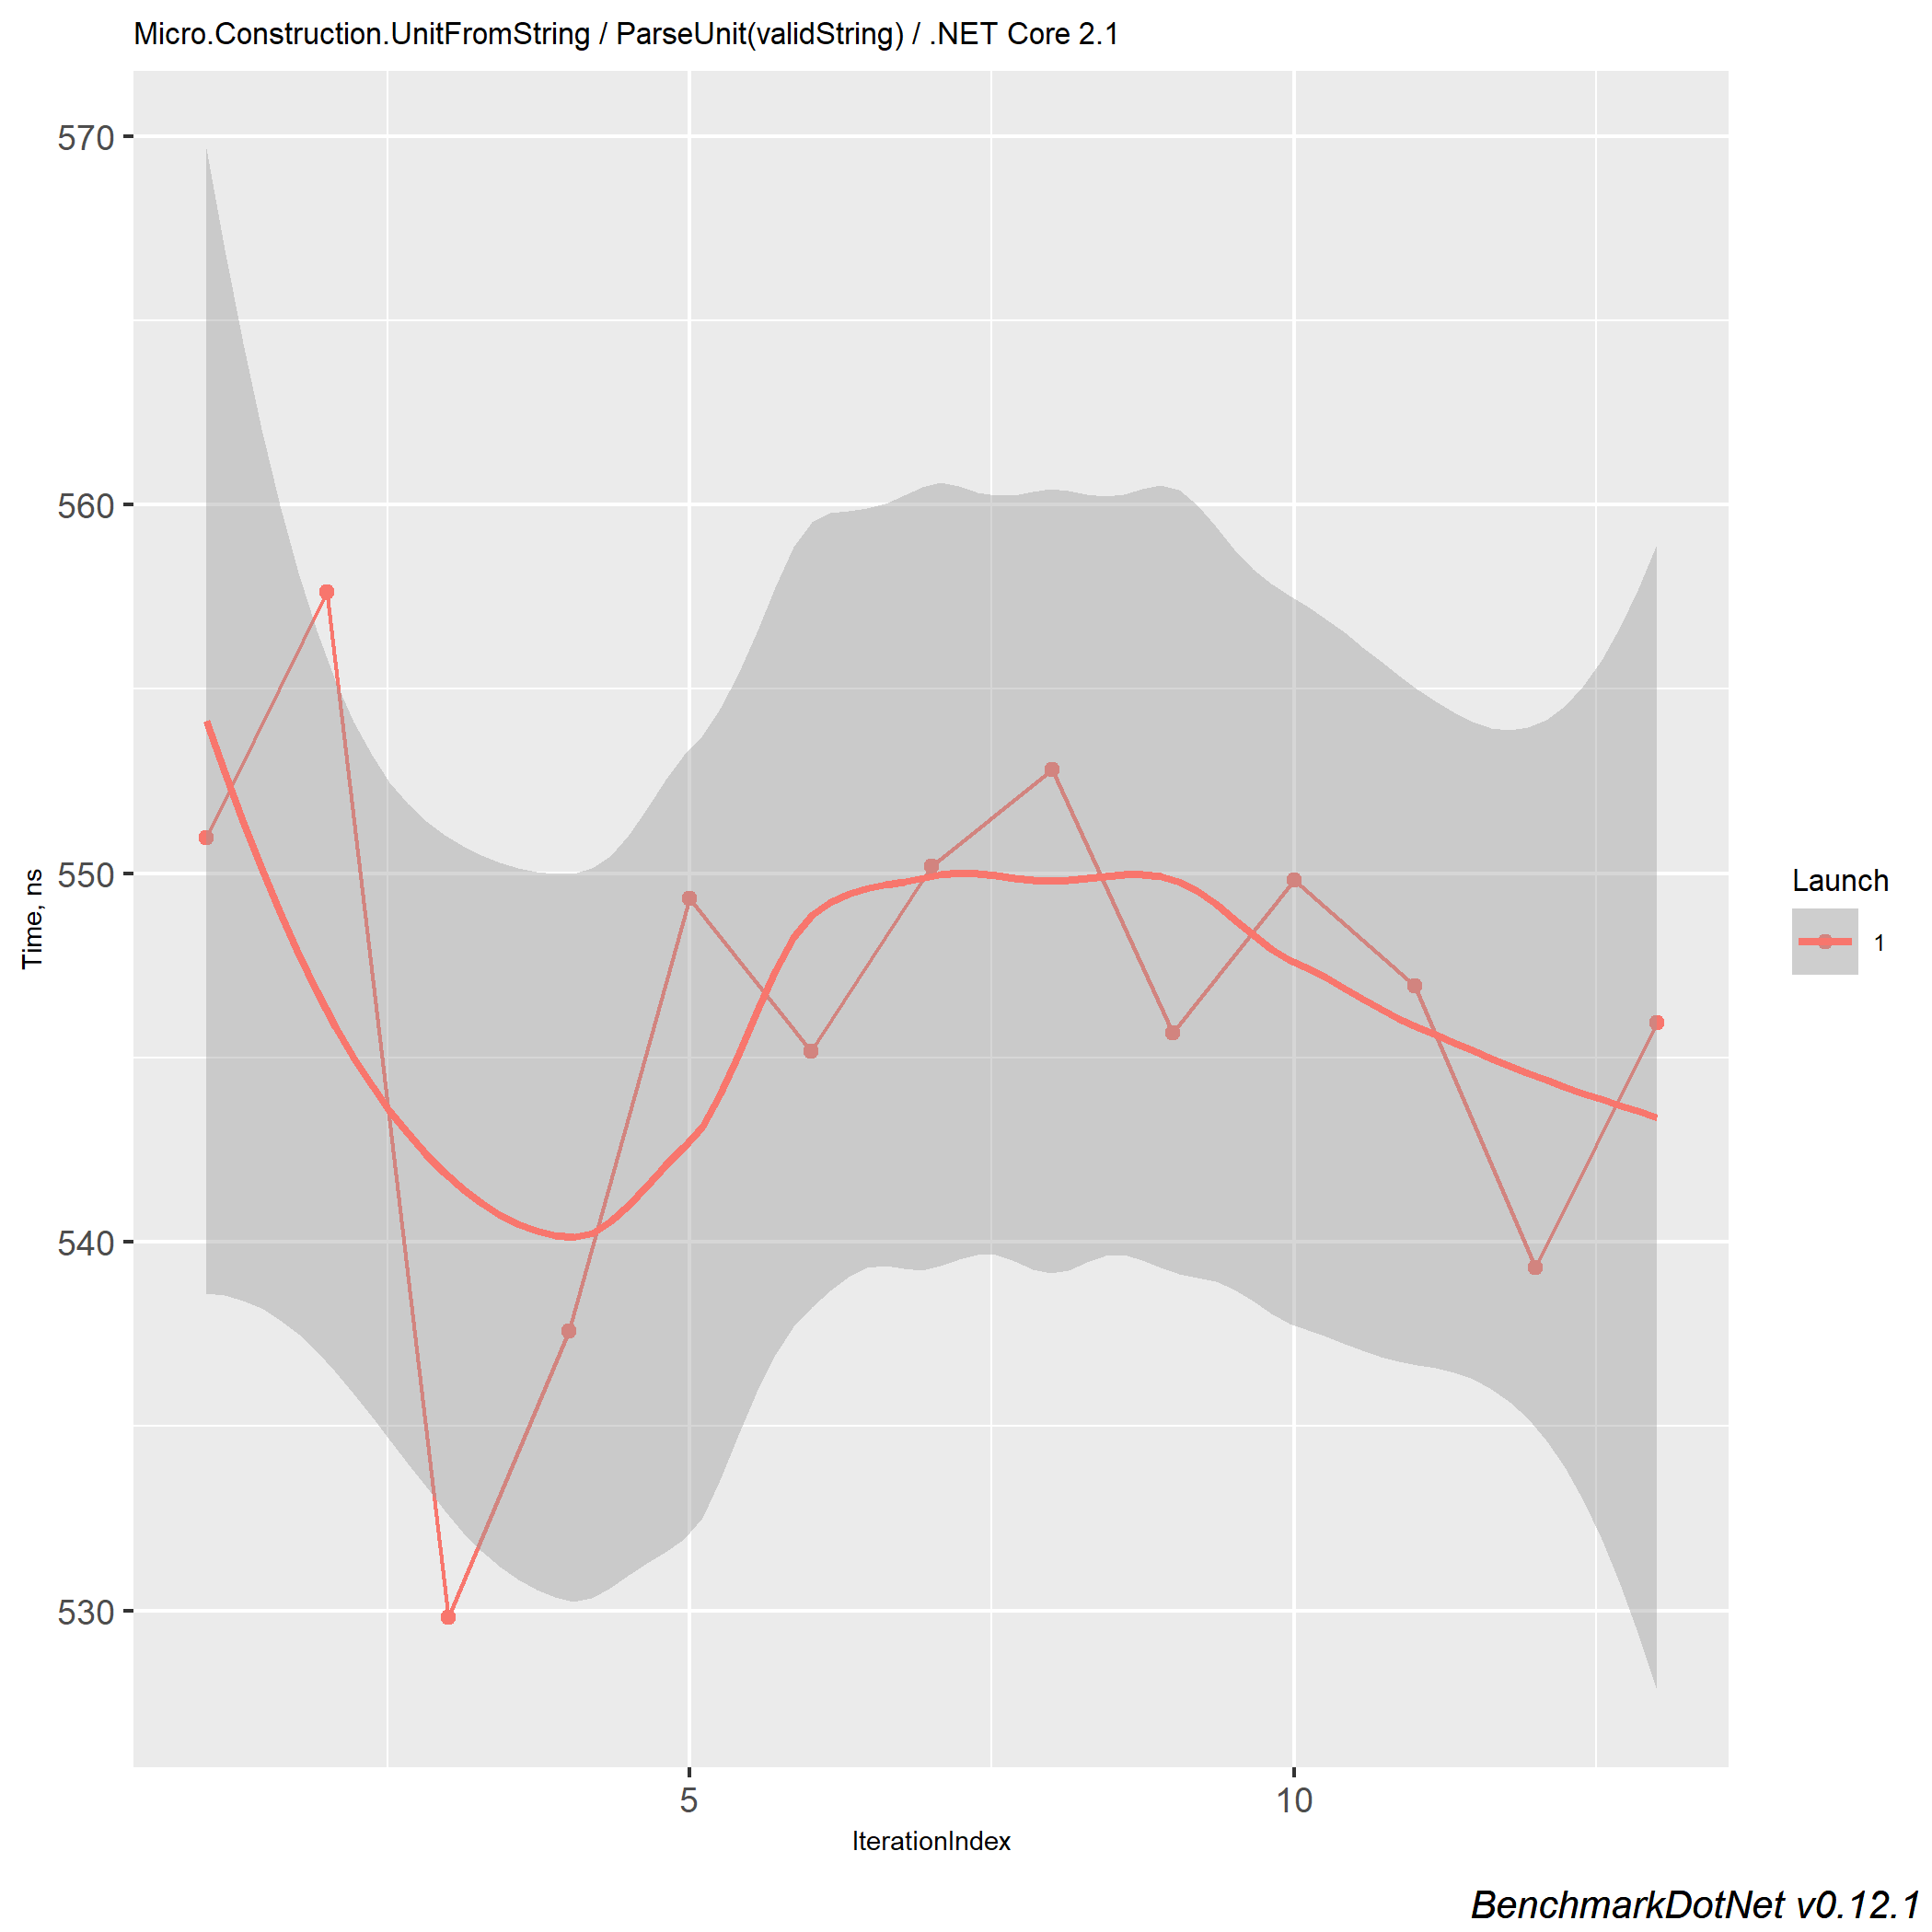 Micro.Construction.UnitFromString / ParseUnit(validString) / .NET Core 2.1
570
560
550
540
530
Time, ns
5
10
IterationIndex
Launch
1
BenchmarkDotNet v0.12.1